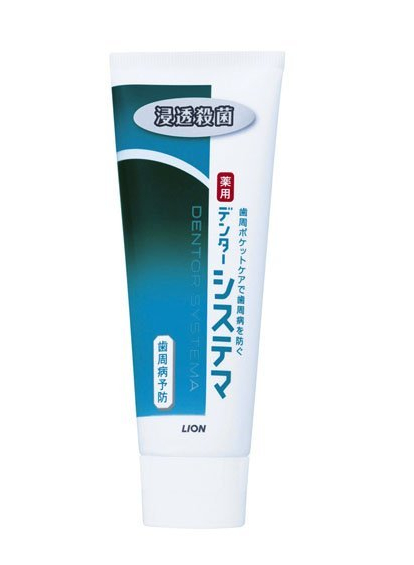 浸透殺菌
歯周ポケットケアで歯周病を防ぐ
薬用
デンターシステマ
DENTOR SYSTEMA
歯周病予防
LION